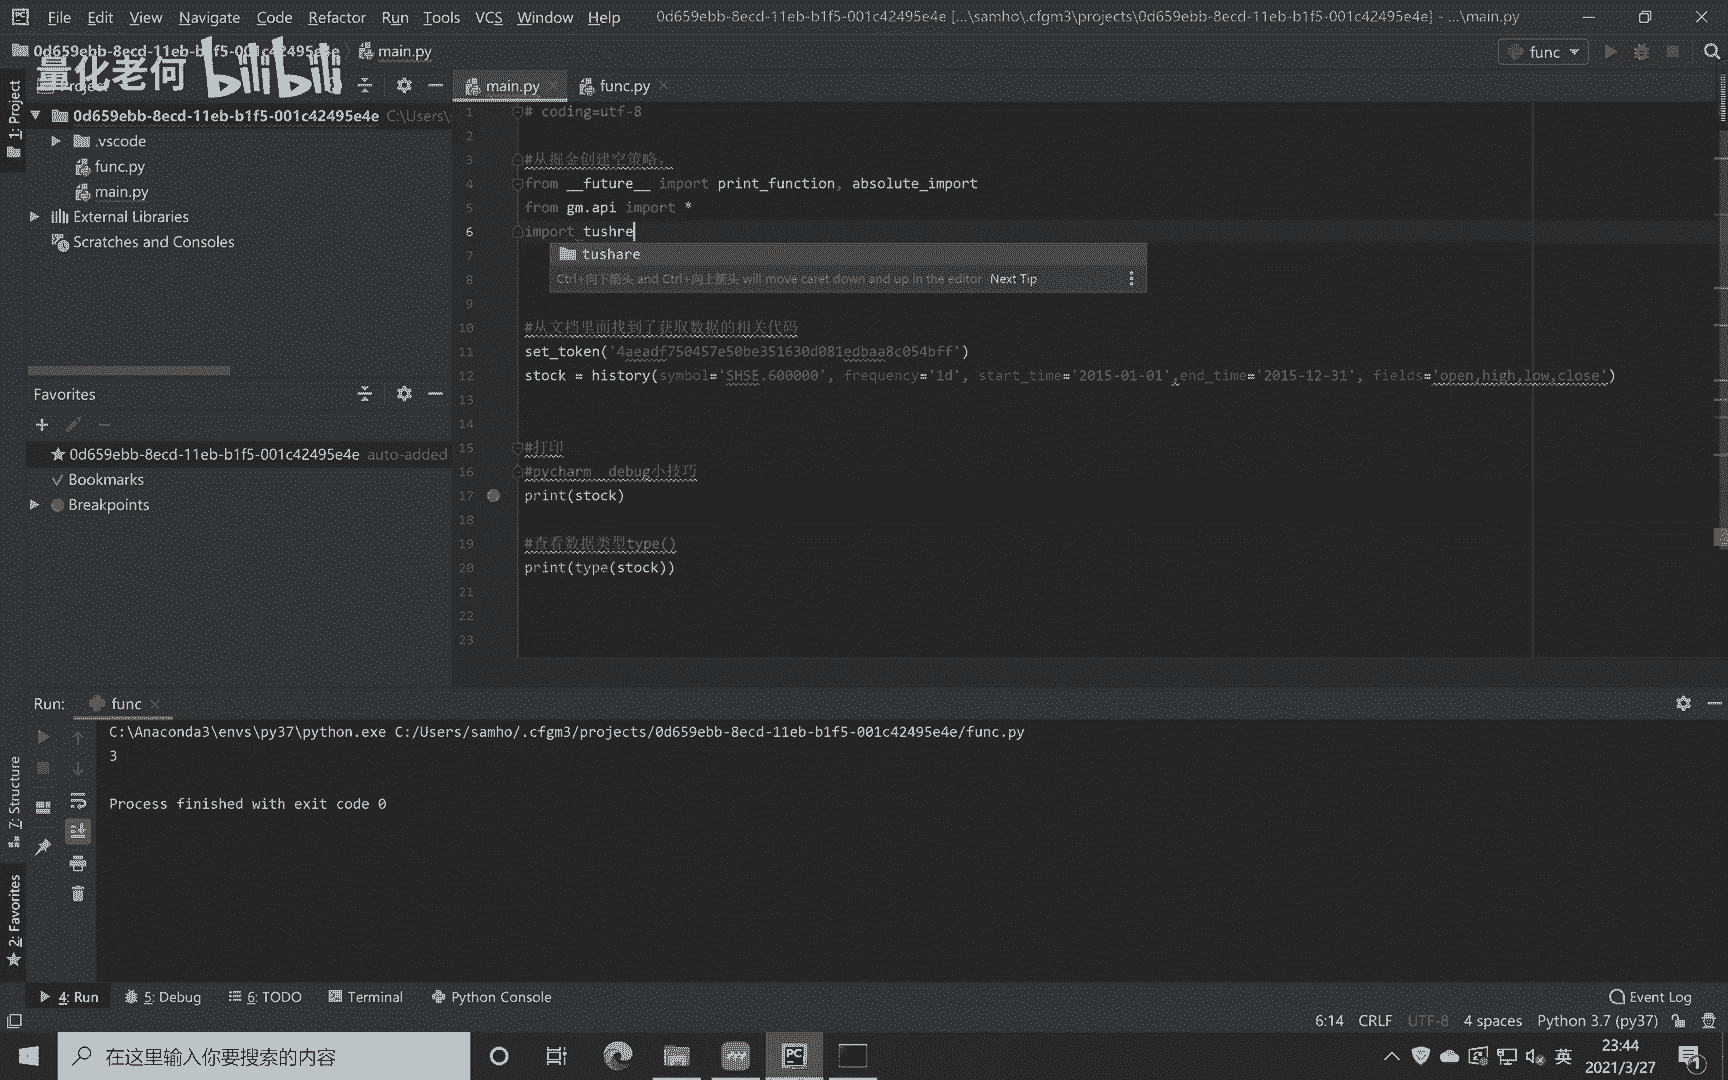 File Edit View Navigate Code Refactor Run Tools VCS Window Help 0d659ebb-8ecd-11eb-b1f5-001c42495e4e [...\samho\.cfgm3\projects\0d659ebb-8ecd-11eb-b1f5-001c42495e4e] - ...\main.py
0d659ebb-8ecd-11eb-b1f5-001c42495e4e main.py func
量化老何 bilibili
1: Project
main.py func.py
0d659ebb-8ecd-11eb-b1f5-001c42495e4e C:\Users\
.vscode
func.py
main.py
External Libraries
Scratches and Consoles
1 # coding=utf-8
2
3 #从掘金创建空策略。
4 from __future__ import print_function, absolute_import
5 from gm.api import *
6 import tushre
7 tushare
8 Ctrl+向下箭头 and Ctrl+向上箭头 will move caret down and up in the editor Next Tip
9
10 #从文档里面找到了获取数据的相关代码
11 set_token('4aeadf750457e50be351630d081edbaa8c054bff')
12 stock = history(symbol='SHSE.600000', frequency='1d', start_time='2015-01-01',end_time='2015-12-31', fields='open,high,low,close')
13
14
15 #打印
16 #pycharm debug小技巧
17 print(stock)
18
19 #查看数据类型type()
20 print(type(stock))
21
22
23
Favorites
0d659ebb-8ecd-11eb-b1f5-001c42495e4e auto-added
Bookmarks
Breakpoints
Run: func
C:\Anaconda3\envs\py37\python.exe C:/Users/samho/.cfgm3/projects/0d659ebb-8ecd-11eb-b1f5-001c42495e4e/func.py
3
Process finished with exit code 0
7: Structure
2: Favorites
4: Run 5: Debug 6: TODO Terminal Python Console Event Log
6:14 CRLF UTF-8 4 spaces Python 3.7 (py37)
在这里输入你要搜索的内容
PC
英
23:44
2021/3/27
1